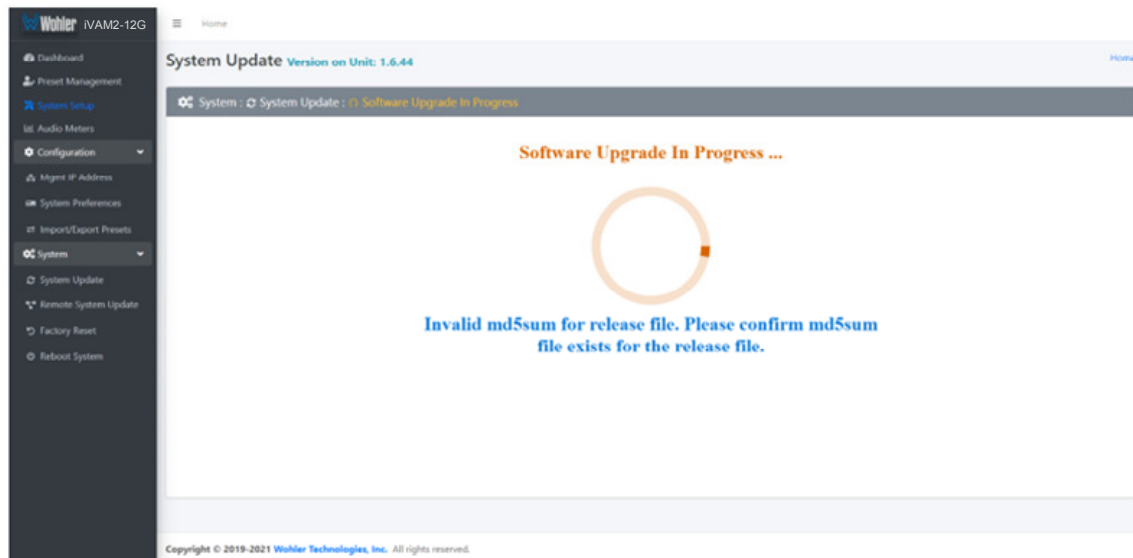 Wohler iVAM2-12G
Home
Dashboard
Preset Management
System Setup
Audio Meters
Configuration
Mgmt IP Address
System Preferences
Import/Export Presets
System
System Update
Remote System Update
Factory Reset
Reboot System
System Update Version on Unit: 1.6.44
Home
System : System Update : Software Upgrade In Progress
Software Upgrade In Progress ...
Invalid md5sum for release file. Please confirm md5sum
file exists for the release file.
Copyright © 2019-2021 Wohler Technologies, Inc. All rights reserved.